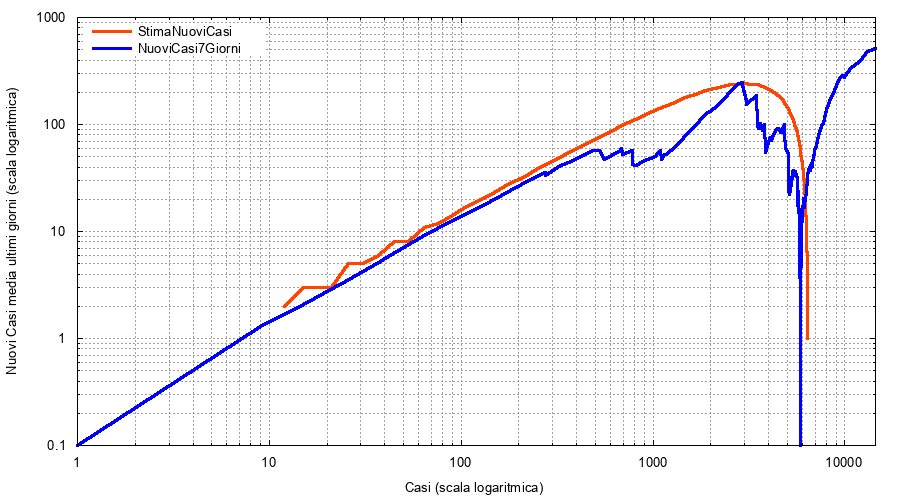 StimaNuoviCasi
NuoviCasi7Giorni
Nuovi Casi media ultimi giorni (scala logaritmica)
1000
100
10
1
0.1
1
10
100
1000
10000
Casi (scala logaritmica)